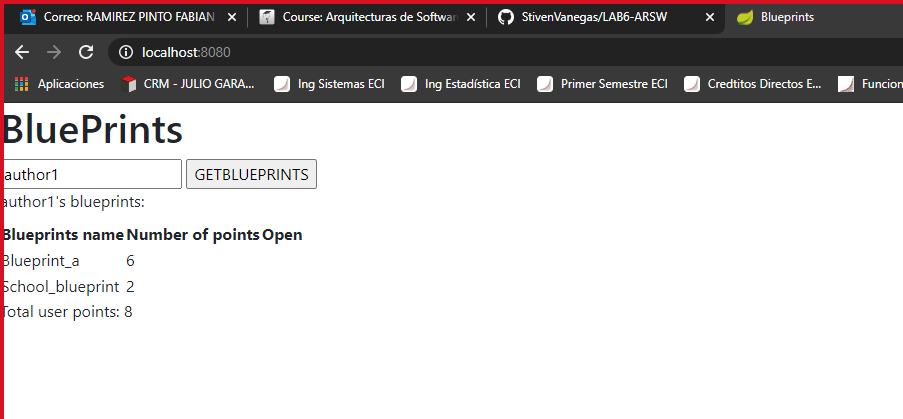 Correo: RAMIREZ PINTO FABIAN
Course: Arquitecturas de Softwar
StivenVanegas/LAB6-ARSW
Blueprints
localhost:8080
Aplicaciones
CRM - JULIO GARA...
Ing Sistemas ECI
Ing Estadística ECI
Primer Semestre ECI
Credtitos Directos E...
Funcion
BluePrints
author1 GETBLUEPRINTS
author1's blueprints:
Blueprints name Number of points Open
Blueprint_a 6
School_blueprint 2
Total user points: 8